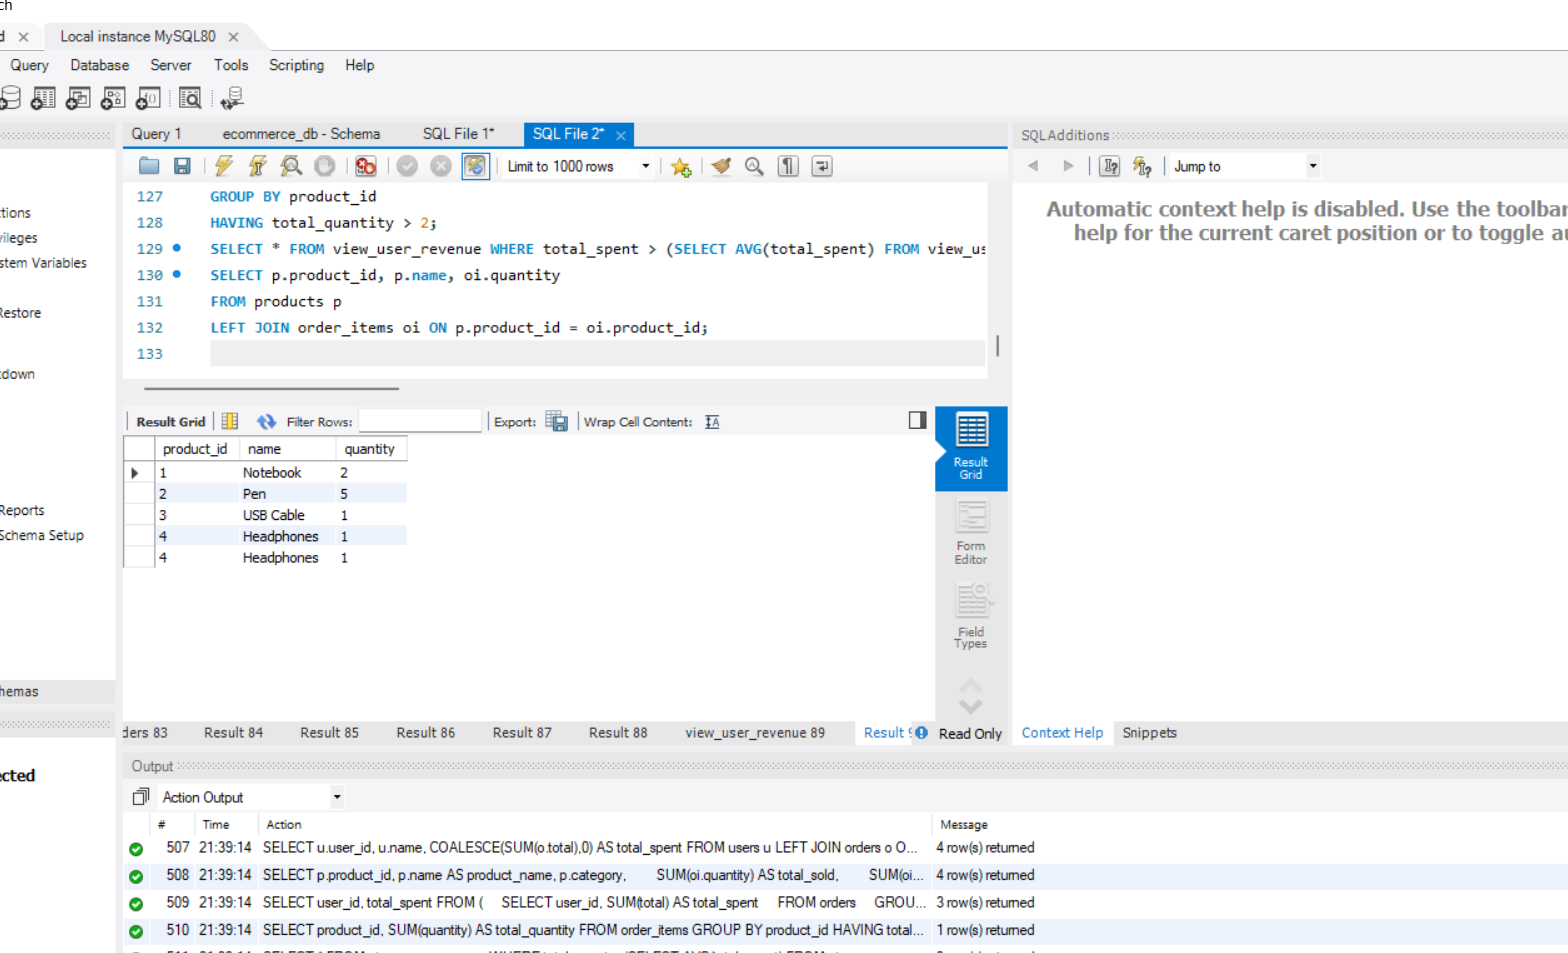 ch
d ×
Local instance MySQL80 ×
Query Database Server Tools Scripting Help
Query 1 ecommerce_db - Schema SQL File 1* SQL File 2* ×
SQLAdditions
Limit to 1000 rows
Jump to
127 GROUP BY product_id
128 HAVING total_quantity > 2;
129 SELECT * FROM view_user_revenue WHERE total_spent > (SELECT AVG(total_spent) FROM view_us
130 SELECT p.product_id, p.name, oi.quantity
131 FROM products p
132 LEFT JOIN order_items oi ON p.product_id = oi.product_id;
133
Automatic context help is disabled. Use the toolbar
help for the current caret position or to toggle au
tions
vileges
stem Variables
Restore
tdown
Reports
Schema Setup
hemas
ected
Result Grid Filter Rows: Export: Wrap Cell Content:
product_id name quantity
1 Notebook 2
2 Pen 5
3 USB Cable 1
4 Headphones 1
4 Headphones 1
Result
Grid
Form
Editor
Field
Types
ders 83 Result 84 Result 85 Result 86 Result 87 Result 88 view_user_revenue 89 Result 9 Read Only
Context Help Snippets
Output
Action Output
# Time Action Message
507 21:39:14 SELECT u.user_id, u.name, COALESCE(SUM(o.total),0) AS total_spent FROM users u LEFT JOIN orders o O... 4 row(s) returned
508 21:39:14 SELECT p.product_id, p.name AS product_name, p.category, SUM(oi.quantity) AS total_sold, SUM(oi... 4 row(s) returned
509 21:39:14 SELECT user_id, total_spent FROM ( SELECT user_id, SUM(total) AS total_spent FROM orders GROU... 3 row(s) returned
510 21:39:14 SELECT product_id, SUM(quantity) AS total_quantity FROM order_items GROUP BY product_id HAVING total... 1 row(s) returned